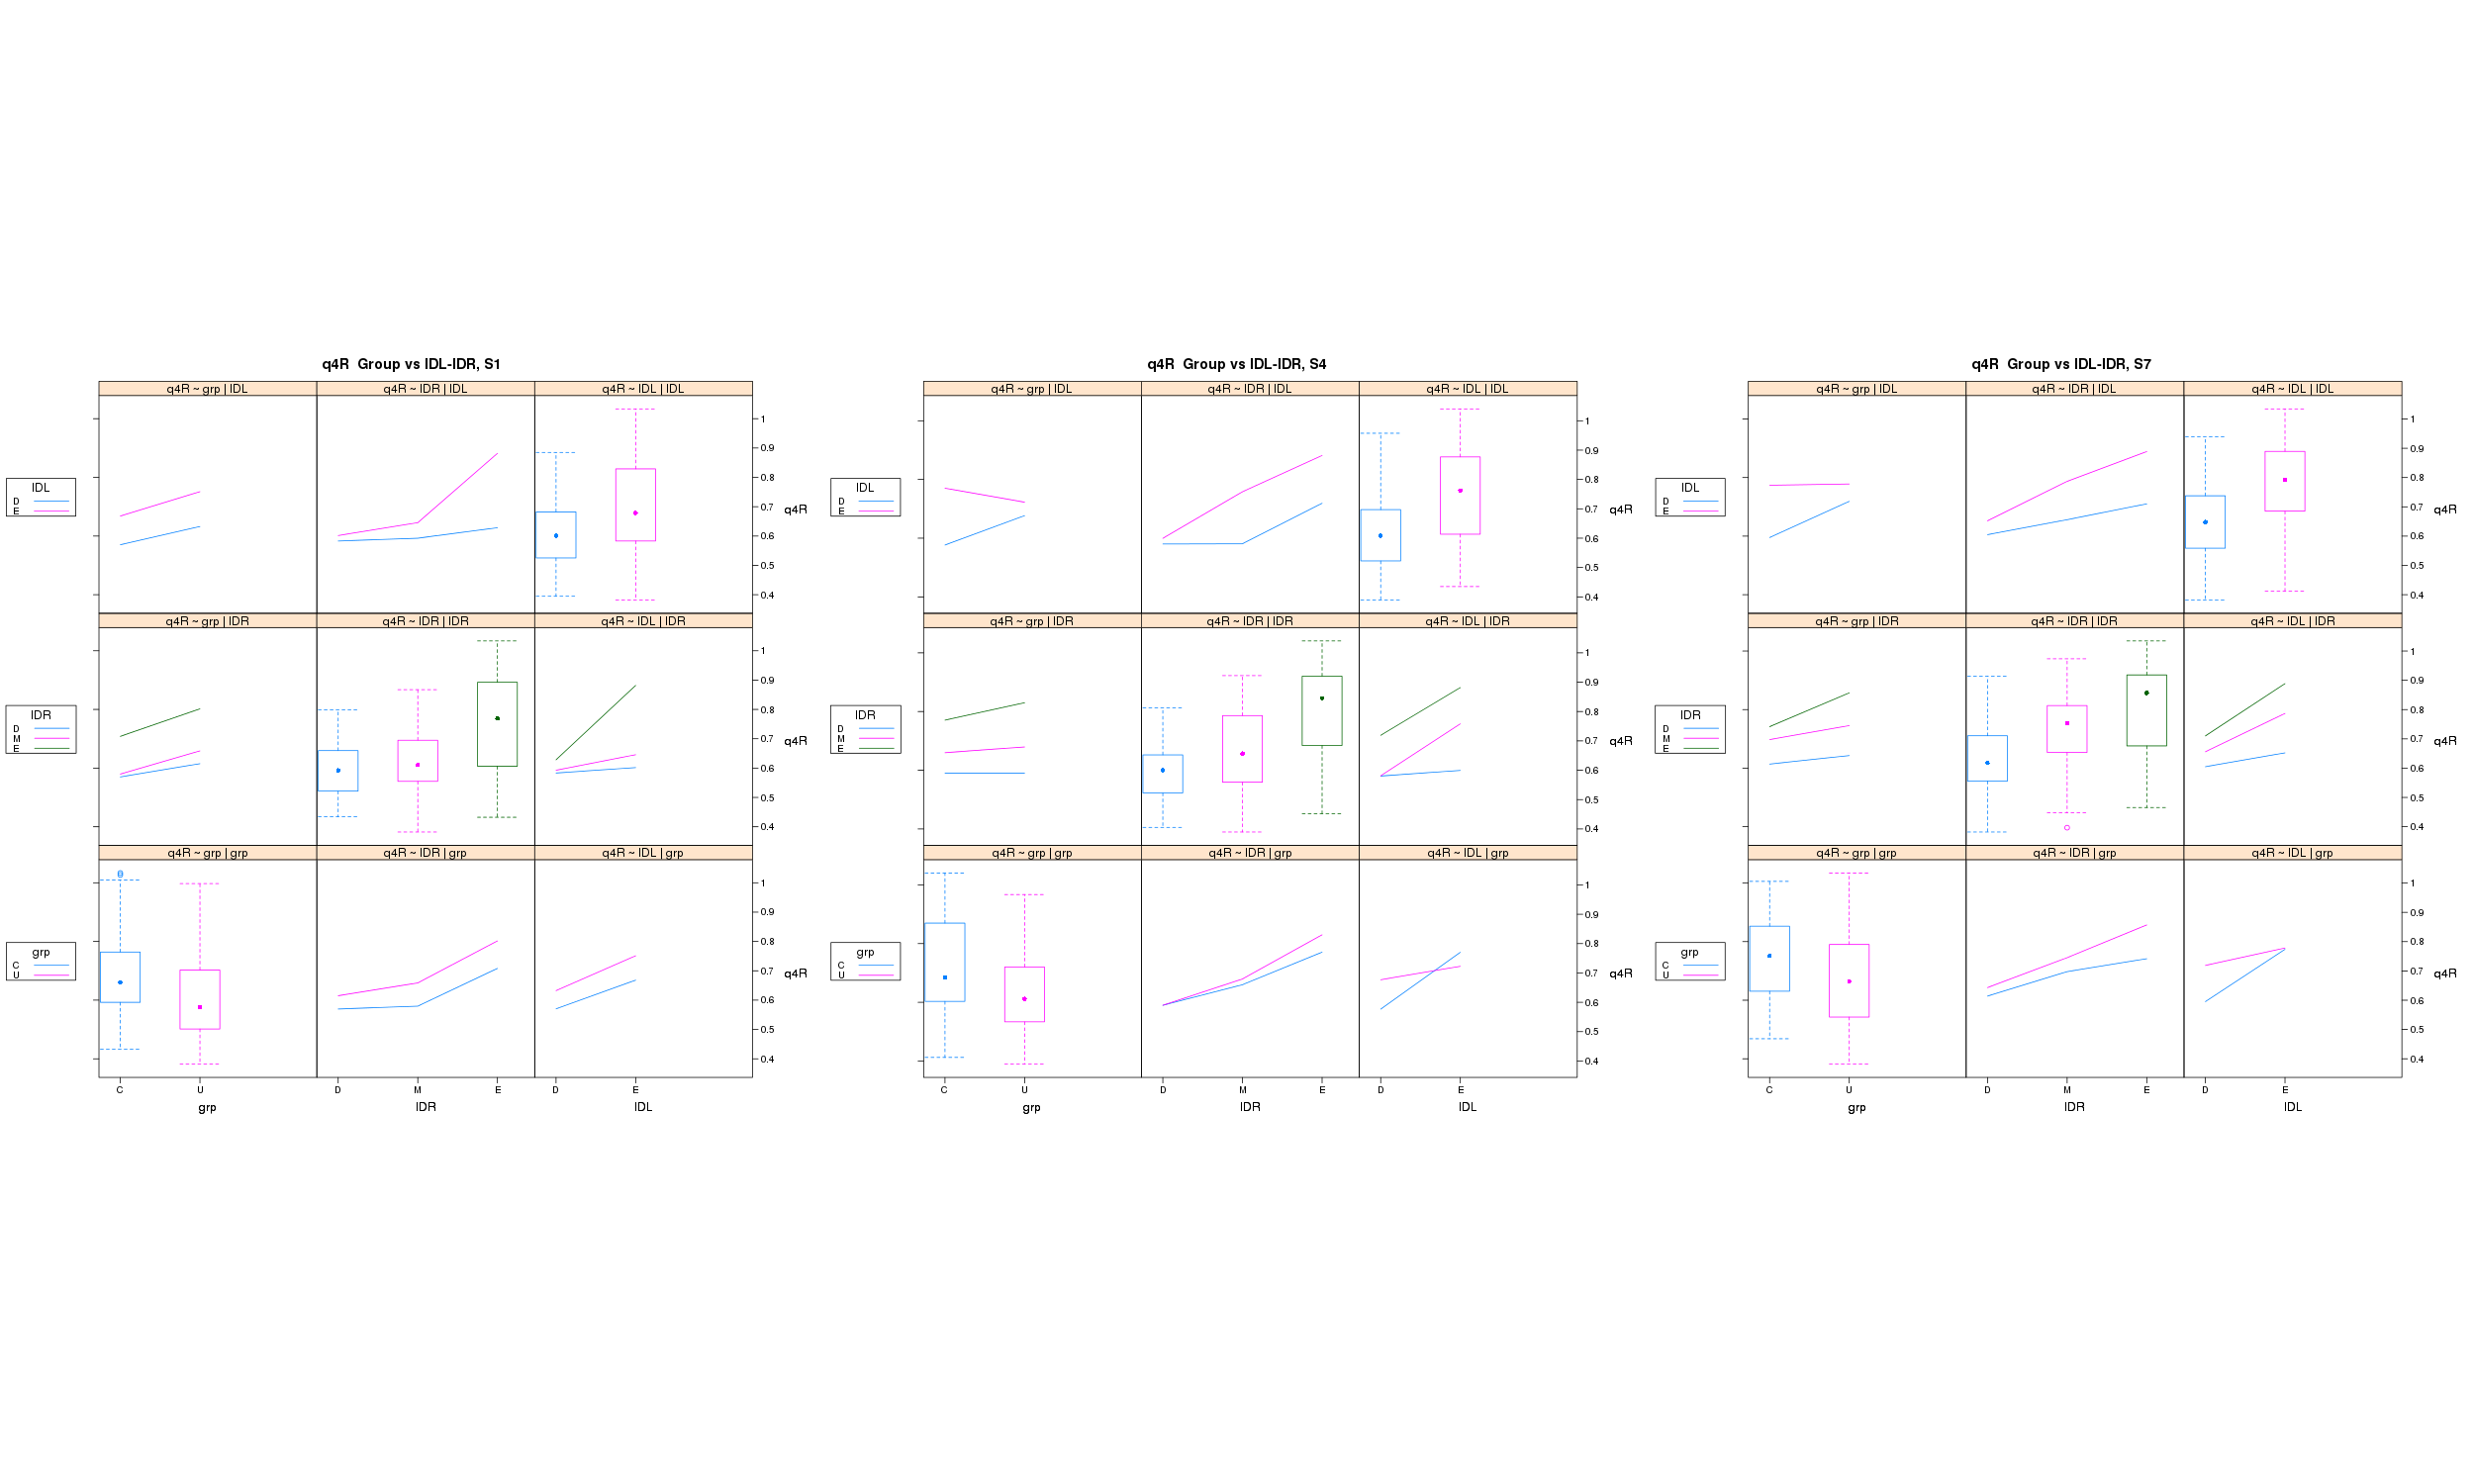 q4R Group vs IDL-IDR, S1
q4R ~ grp | IDL
q4R ~ IDR | IDL
q4R ~ IDL | IDL
IDL
D
E
1
0.9
0.8
0.7
0.6
0.5
0.4
q4R
q4R ~ grp | IDR
q4R ~ IDR | IDR
q4R ~ IDL | IDR
IDR
D
M
E
1
0.9
0.8
0.7
0.6
0.5
0.4
q4R
q4R ~ grp | grp
q4R ~ IDR | grp
q4R ~ IDL | grp
grp
C
U
1
0.9
0.8
0.7
0.6
0.5
0.4
q4R
C U D M E D E
grp IDR IDL
q4R Group vs IDL-IDR, S4
q4R ~ grp | IDL
q4R ~ IDR | IDL
q4R ~ IDL | IDL
IDL
D
E
1
0.9
0.8
0.7
0.6
0.5
0.4
q4R
q4R ~ grp | IDR
q4R ~ IDR | IDR
q4R ~ IDL | IDR
IDR
D
M
E
1
0.9
0.8
0.7
0.6
0.5
0.4
q4R
q4R ~ grp | grp
q4R ~ IDR | grp
q4R ~ IDL | grp
grp
C
U
1
0.9
0.8
0.7
0.6
0.5
0.4
q4R
C U D M E D E
grp IDR IDL
q4R Group vs IDL-IDR, S7
q4R ~ grp | IDL
q4R ~ IDR | IDL
q4R ~ IDL | IDL
IDL
D
E
1
0.9
0.8
0.7
0.6
0.5
0.4
q4R
q4R ~ grp | IDR
q4R ~ IDR | IDR
q4R ~ IDL | IDR
IDR
D
M
E
1
0.9
0.8
0.7
0.6
0.5
0.4
q4R
q4R ~ grp | grp
q4R ~ IDR | grp
q4R ~ IDL | grp
grp
C
U
1
0.9
0.8
0.7
0.6
0.5
0.4
q4R
C U D M E D E
grp IDR IDL